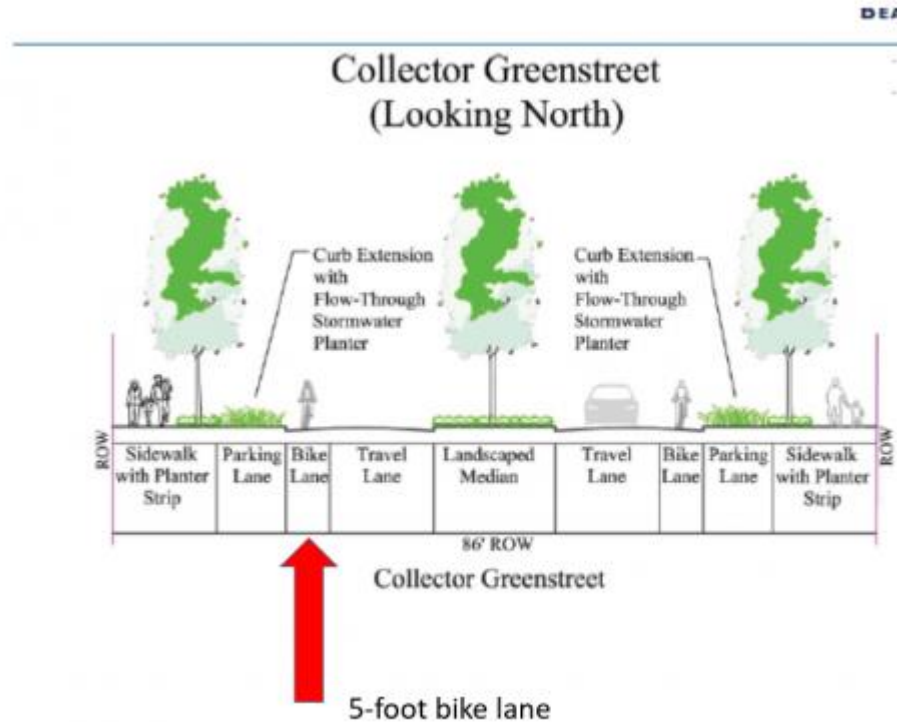 Collector Greenstreet
(Looking North)
Curb Extension
with
Flow-Through
Stormwater
Planter
Curb Extension
with
Flow-Through
Stormwater
Planter
ROW
Sidewalk
with Planter
Strip
Parking
Lane
Bike
Lane
Travel
Lane
Landscaped
Median
Travel
Lane
Bike
Lane
Parking
Lane
Sidewalk
with Planter
Strip
ROW
86' ROW
Collector Greenstreet
5-foot bike lane